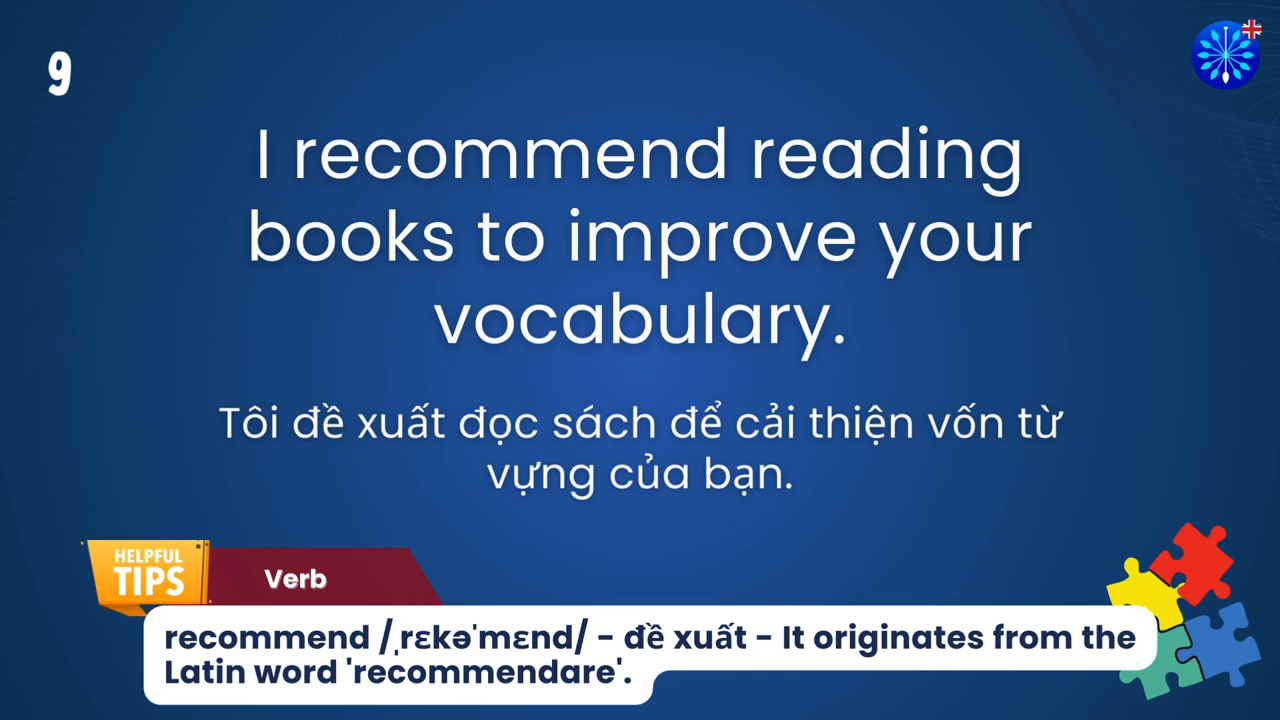 9
I recommend reading
books to improve your
vocabulary.
Tôi đề xuất đọc sách để cải thiện vốn từ
vựng của bạn.
HELPFUL
TIPS
Verb
recommend /ˌrɛkəˈmɛnd/ - đề xuất - It originates from the
Latin word 'recommendare'.